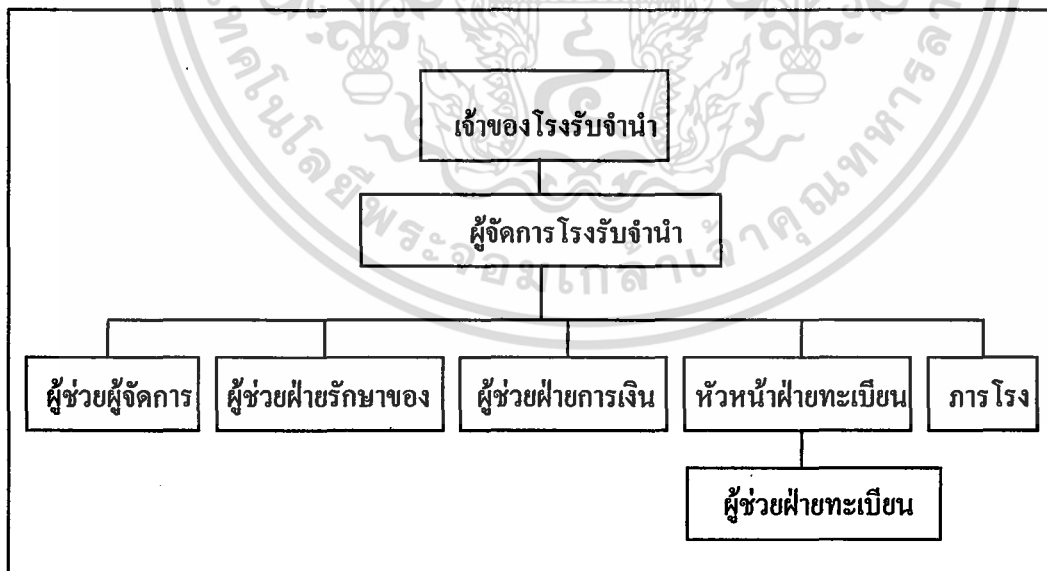 เจ้าของโรงรับจำนำ
ผู้จัดการโรงรับจำนำ
ผู้ช่วยผู้จัดการ
ผู้ช่วยฝ่ายรักษาของ
ผู้ช่วยฝ่ายการเงิน
หัวหน้าฝ่ายทะเบียน
ภารโรง
ผู้ช่วยฝ่ายทะเบียน